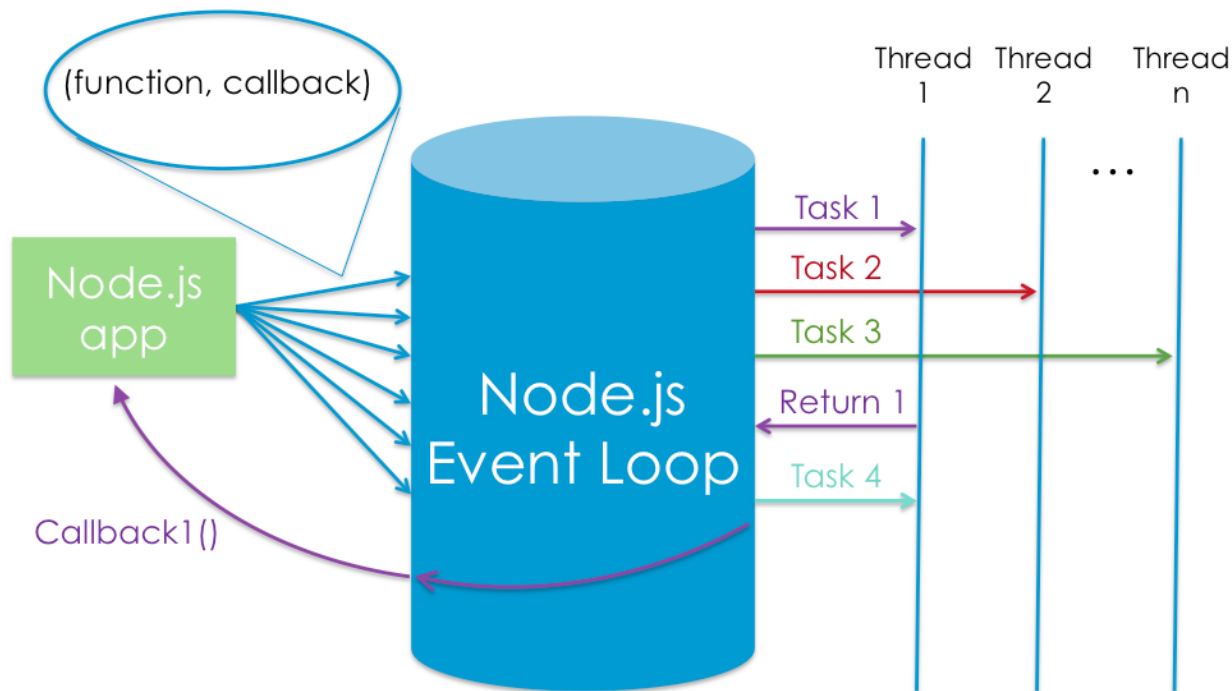 (function, callback)
Thread
1
Thread
2
...
Thread
n
Node.js
app
Node.js
Event Loop
Task 1
Task 2
Task 3
Return 1
Task 4
Callback1()